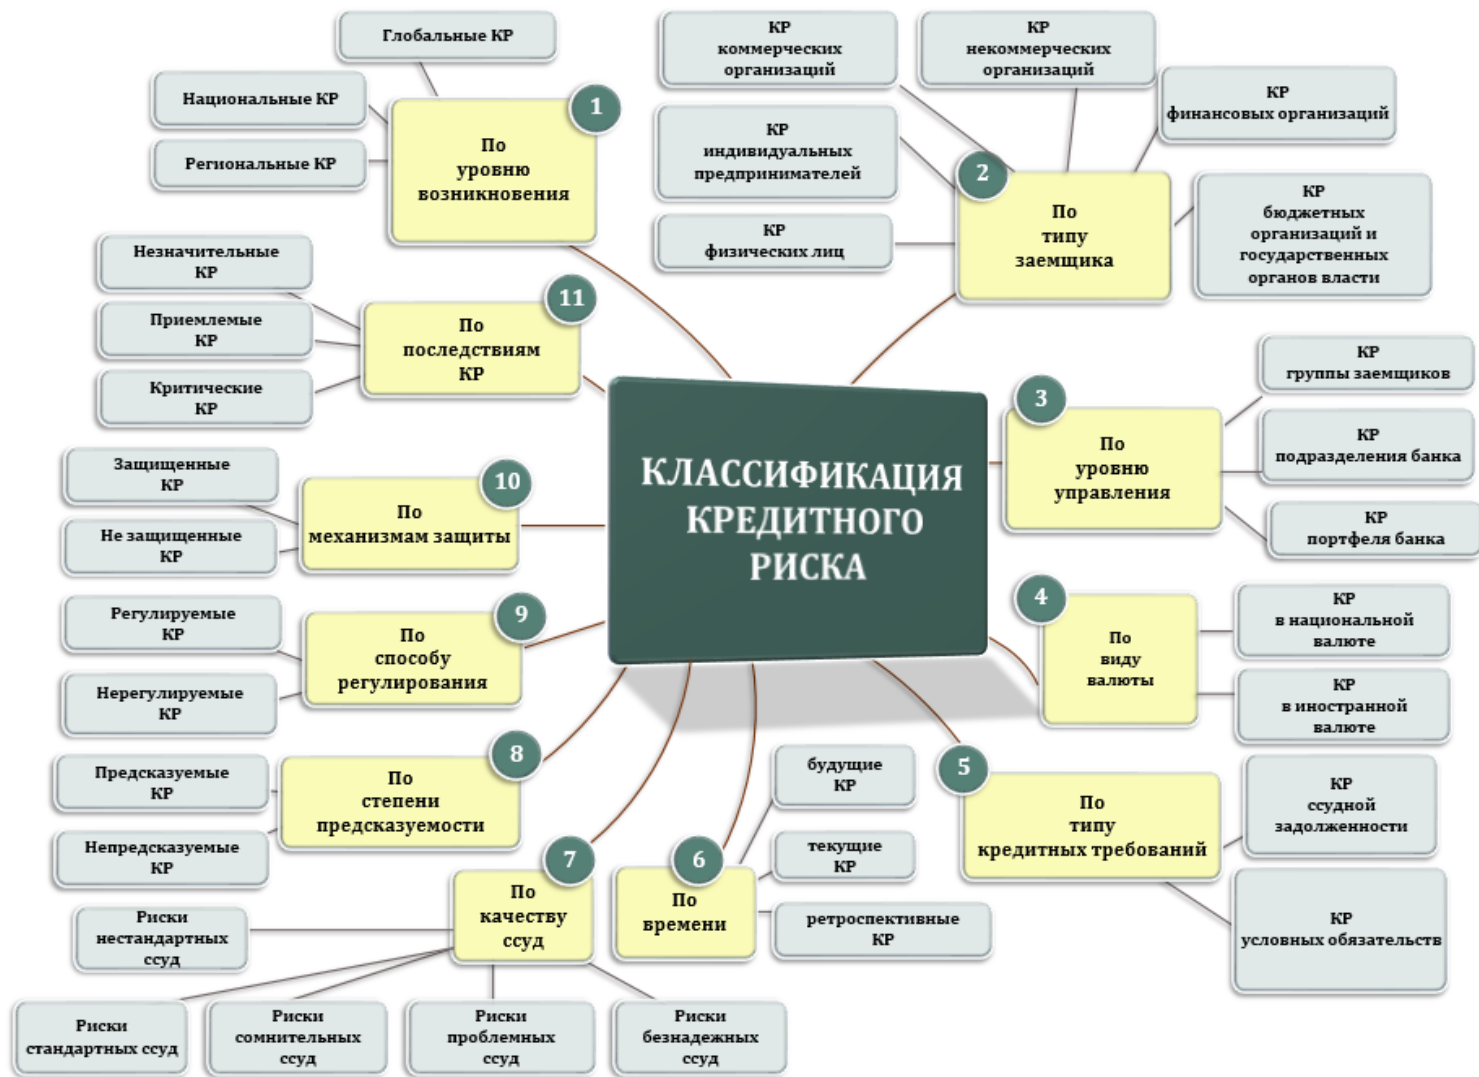 КЛАССИФИКАЦИЯ
КРЕДИТНОГО
РИСКА
1
По
уровню
возникновения
Глобальные КР
Национальные КР
Региональные КР
2
По
типу
заемщика
КР
коммерческих
организаций
КР
некоммерческих
организаций
КР
финансовых организаций
КР
индивидуальных
предпринимателей
КР
физических лиц
КР
бюджетных
организаций и
государственных
органов власти
3
По
уровню
управления
КР
группы заемщиков
КР
подразделения банка
КР
портфеля банка
4
По
виду
валюты
КР
в национальной
валюте
КР
в иностранной
валюте
5
По
типу
кредитных требований
КР
ссудной
задолженности
КР
условных обязательств
6
По
времени
будущие
КР
текущие
КР
ретроспективные
КР
7
По
качеству
ссуд
Риски
нестандартных
ссуд
Риски
стандартных ссуд
Риски
сомнительных
ссуд
Риски
проблемных
ссуд
Риски
безнадежных
ссуд
8
По
степени
предсказуемости
Предсказуемые
КР
Непредсказуемые
КР
9
По
способу
регулирования
Регулируемые
КР
Нерегулируемые
КР
10
По
механизмам защиты
Защищенные
КР
Не защищенные
КР
11
По
последствиям
КР
Незначительные
КР
Приемлемые
КР
Критические
КР